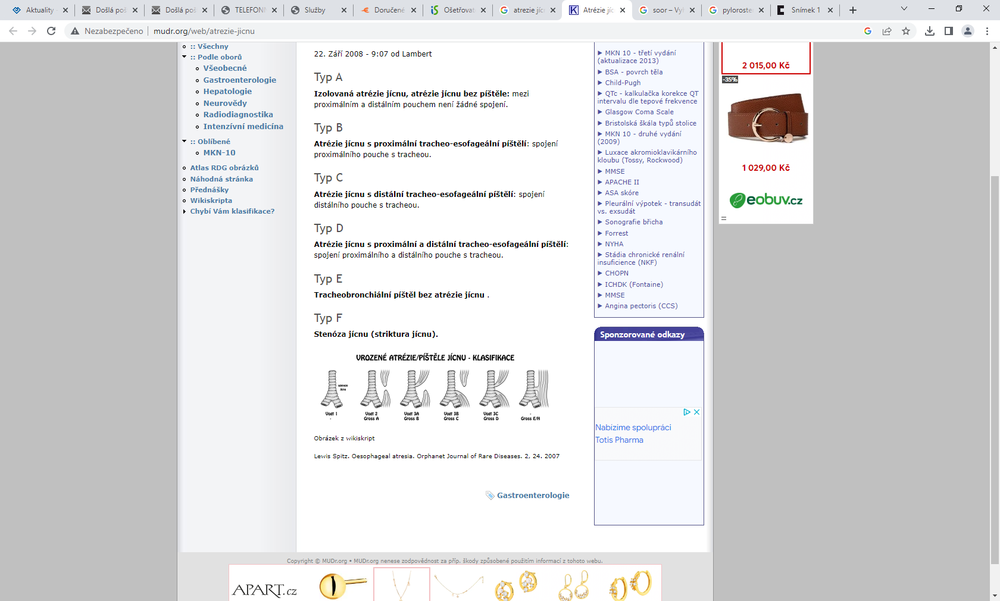 Aktuality
Došlá poš
Došlá poš
TELEFONI
Služby
Doručené
Ošetřovat
atrezie jíc
Atrézie jíc
soor – Vy
pyloroste
Snímek 1
Nezabezpečeno
mudr.org/web/atrezie-jicnu
:: Všechny
:: Podle oborů
Všeobecné
Gastroenterologie
Hepatologie
Neurovědy
Radiodiagnostika
Intenzívní medicína
:: Oblíbené
MKN-10
Atlas RDG obrázků
Náhodná stránka
Přednášky
Wikiskripta
Chybí Vám klasifikace?
22. Září 2008 - 9:07 od Lambert
Typ A
Izolovaná atrézie jícnu, atrézie jícnu bez píštěle: mezi
proximálním a distálním pouchem není žádné spojení.
Typ B
Atrézie jícnu s proximální tracheo-esofageální píštělí: spojení
proximálního pouche s tracheou.
Typ C
Atrézie jícnu s distální tracheo-esofageální píštělí: spojení
distálního pouche s tracheou.
Typ D
Atrézie jícnu s proximální a distální tracheo-esofageální píštělí:
spojení proximálního a distálního pouche s tracheou.
Typ E
Tracheobronchiální píštěl bez atrézie jícnu .
Typ F
Stenóza jícnu (striktura jícnu).
VROZENÉ ATRÉZIE/PÍŠTĚLE JÍCNU - KLASIFIKACE
ageneze
jícnu
Vogt 1
Vogt 2
Vogt 3A
Vogt 3B
Vogt 3C
-
-
Gross A
Gross B
Gross C
Gross D
Gross E/H
Obrázek z wikiskript
Lewis Spitz. Oesophageal atresia. Orphanet Journal of Rare Diseases. 2, 24. 2007
Gastroenterologie
MKN 10 - třetí vydání
(aktualizace 2013)
BSA - povrch těla
Child-Pugh
QTc - kalkulačka korekce QT
intervalu dle tepové frekvence
Glasgow Coma Scale
Bristolská škála typů stolice
MKN 10 - druhé vydání
(2009)
Luxace akromioklavikárního
kloubu (Tossy, Rockwood)
MMSE
APACHE II
ASA skóre
Pleurální výpotek - transudát
vs. exsudát
Sonografie břicha
Forrest
NYHA
Stádia chronické renální
insuficience (NKF)
CHOPN
ICHDK (Fontaine)
MMSE
Angina pectoris (CCS)
Sponzorované odkazy
Nabizime spolupráci
Totis Pharma
2 015,00 Kč
-35%
1 029,00 Kč
eobuv.cz
Copyright © MUDr.org • MUDr.org nenese zodpovědnost za příp. škody způsobené použitím informací z tohoto webu.
APART.CZ